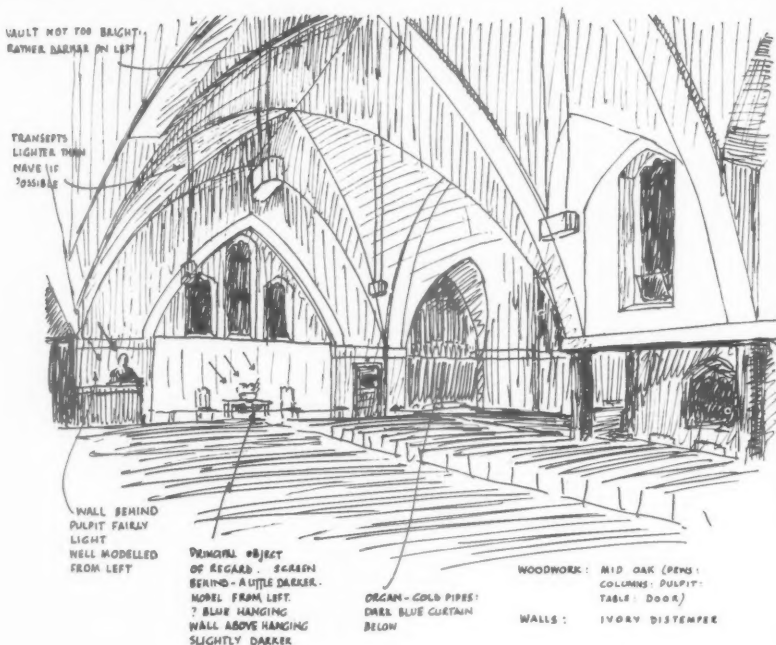 VAULT NOT TOO BRIGHT.
RATHER DARKER ON LEFT
TRANSEPTS
LIGHTER THAN
NAVE IF
POSSIBLE
WALL BEHIND
PULPIT FAIRLY
LIGHT
WELL MODELLED
FROM LEFT
PRINCIPAL OBJECT
OF REGARD. SCREEN
BEHIND - A LITTLE DARKER.
MODEL FROM LEFT.
? BLUE HANGING
WALL ABOVE HANGING
SLIGHTLY DARKER
ORGAN - GOLD PIPES:
DARK BLUE CURTAIN
BELOW
WOODWORK: MID OAK (PEWS:
COLUMNS: PULPIT:
TABLE: DOOR)
WALLS: IVORY DISTEMPER